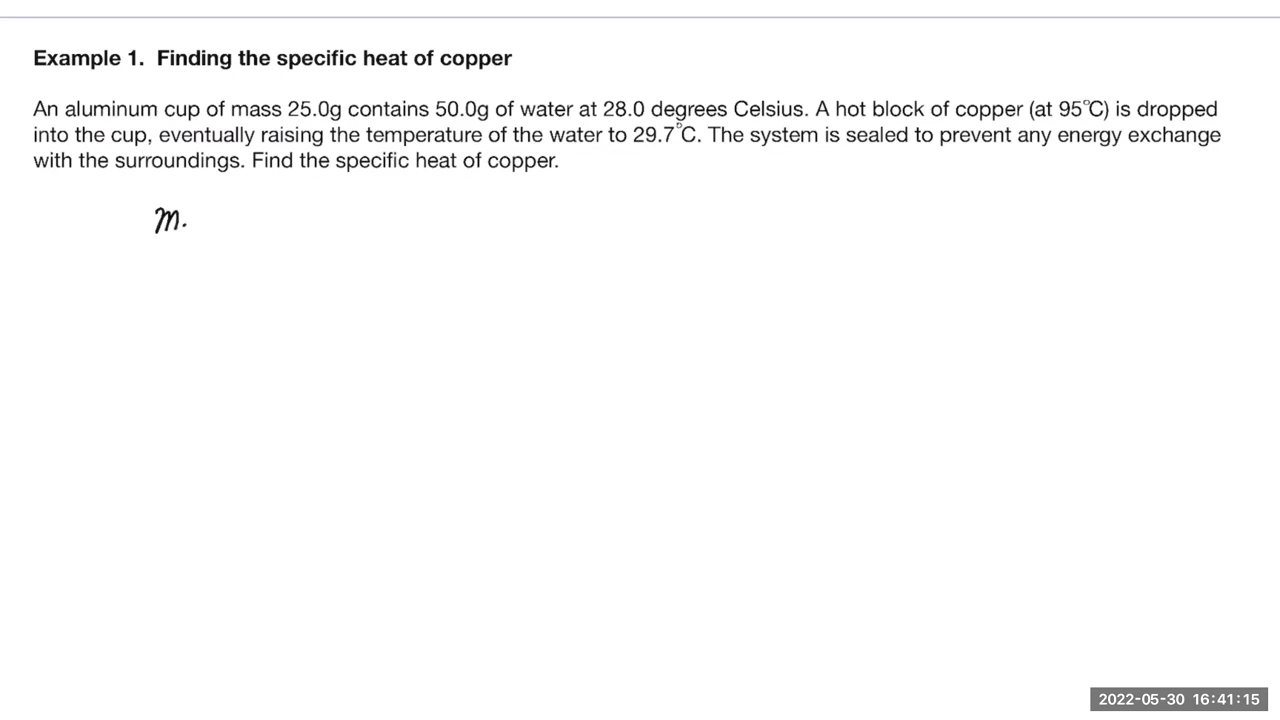 Example 1. Finding the specific heat of copper
An aluminum cup of mass 25.0g contains 50.0g of water at 28.0 degrees Celsius. A hot block of copper (at 95°C) is dropped
into the cup, eventually raising the temperature of the water to 29.7°C. The system is sealed to prevent any energy exchange
with the surroundings. Find the specific heat of copper.
m.
2022-05-30 16:41:15